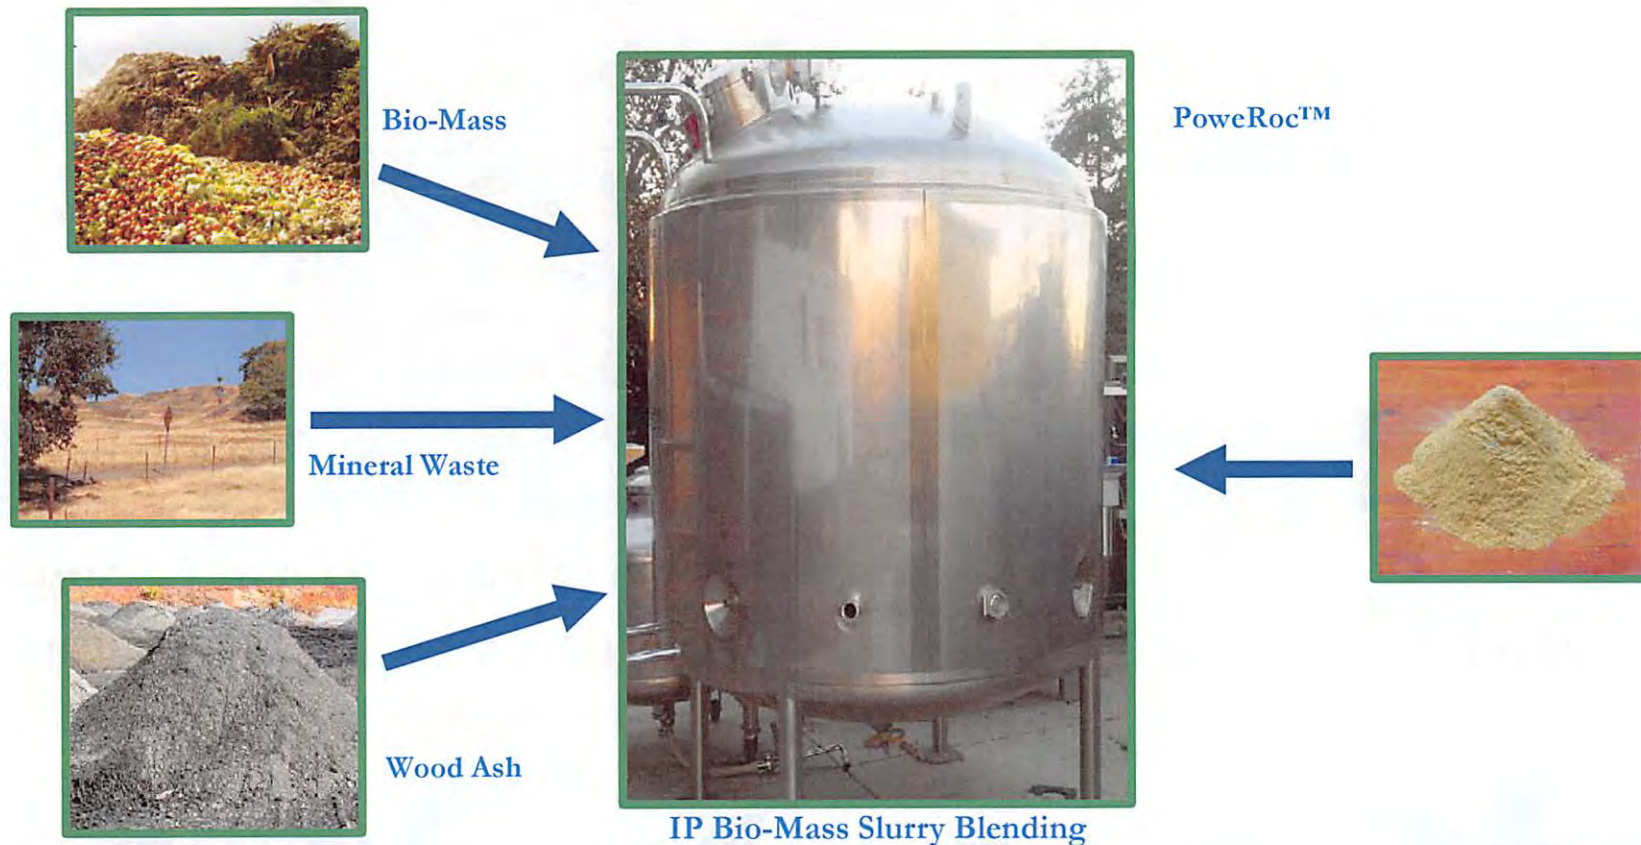 Bio-Mass
PoweRoc™
Mineral Waste
Wood Ash
IP Bio-Mass Slurry Blending